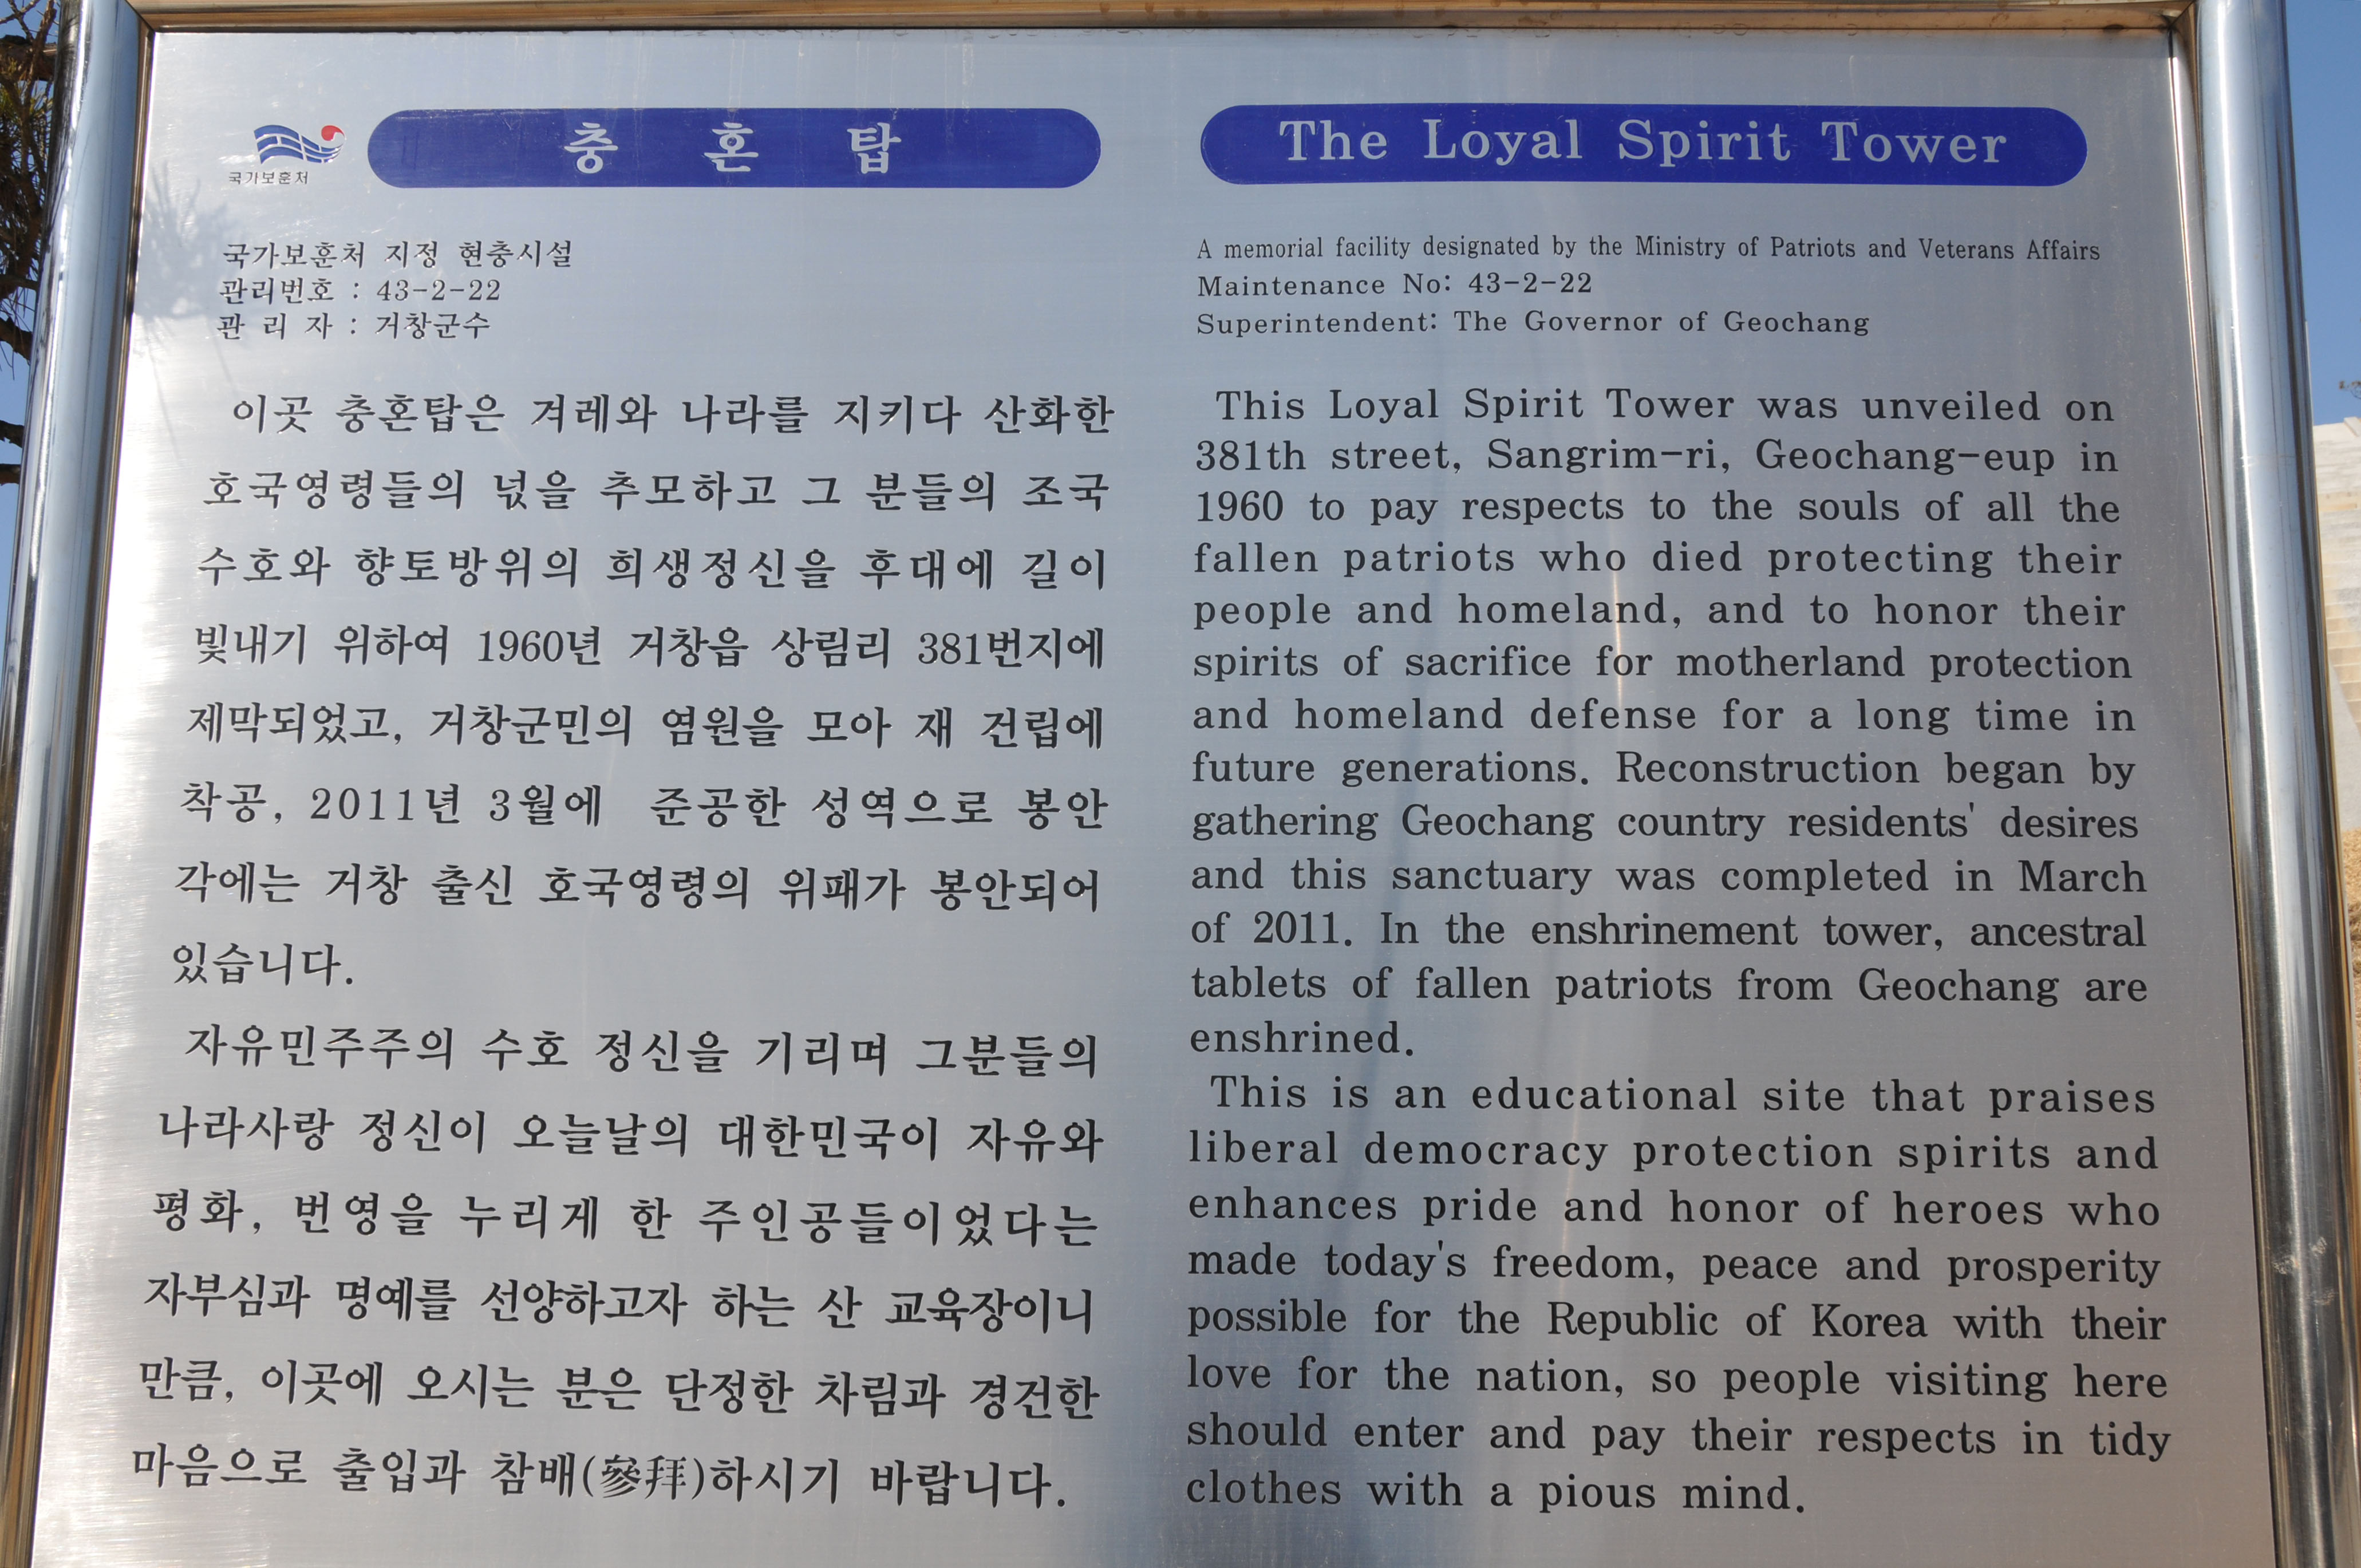 충 혼 탑
국가보훈처
국가보훈처 지정 현충시설
관리번호 : 43-2-22
관 리 자 : 거창군수
이곳 충혼탑은 겨레와 나라를 지키다 산화한
호국영령들의 넋을 추모하고 그 분들의 조국
수호와 향토방위의 희생정신을 후대에 길이
빛내기 위하여 1960년 거창읍 상림리 381번지에
제막되었고, 거창군민의 염원을 모아 재 건립에
착공, 2011년 3월에 준공한 성역으로 봉안
각에는 거창 출신 호국영령의 위패가 봉안되어
있습니다.
자유민주주의 수호 정신을 기리며 그분들의
나라사랑 정신이 오늘날의 대한민국이 자유와
평화, 번영을 누리게 한 주인공들이었다는
자부심과 명예를 선양하고자 하는 산 교육장이니
만큼, 이곳에 오시는 분은 단정한 차림과 경건한
마음으로 출입과 참배(參拜)하시기 바랍니다.
The Loyal Spirit Tower
A memorial facility designated by the Ministry of Patriots and Veterans Affairs
Maintenance No: 43-2-22
Superintendent: The Governor of Geochang
This Loyal Spirit Tower was unveiled on
381th street, Sangrim-ri, Geochang-eup in
1960 to pay respects to the souls of all the
fallen patriots who died protecting their
people and homeland, and to honor their
spirits of sacrifice for motherland protection
and homeland defense for a long time in
future generations. Reconstruction began by
gathering Geochang country residents' desires
and this sanctuary was completed in March
of 2011. In the enshrinement tower, ancestral
tablets of fallen patriots from Geochang are
enshrined.
This is an educational site that praises
liberal democracy protection spirits and
enhances pride and honor of heroes who
made today's freedom, peace and prosperity
possible for the Republic of Korea with their
love for the nation, so people visiting here
should enter and pay their respects in tidy
clothes with a pious mind.